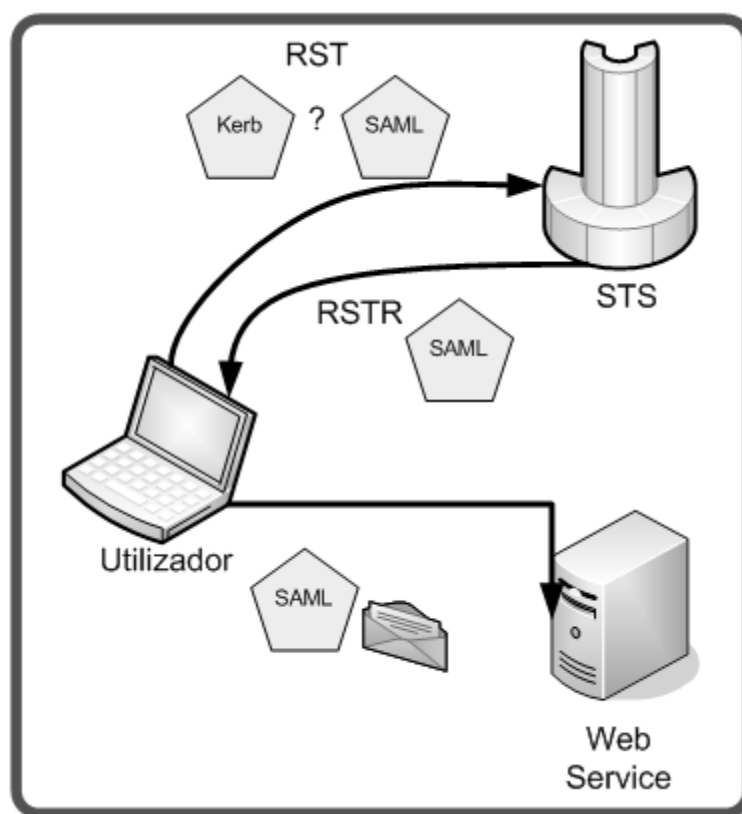 RST
Kerb
?
SAML
STS
RSTR
SAML
Utilizador
SAML
Web
Service